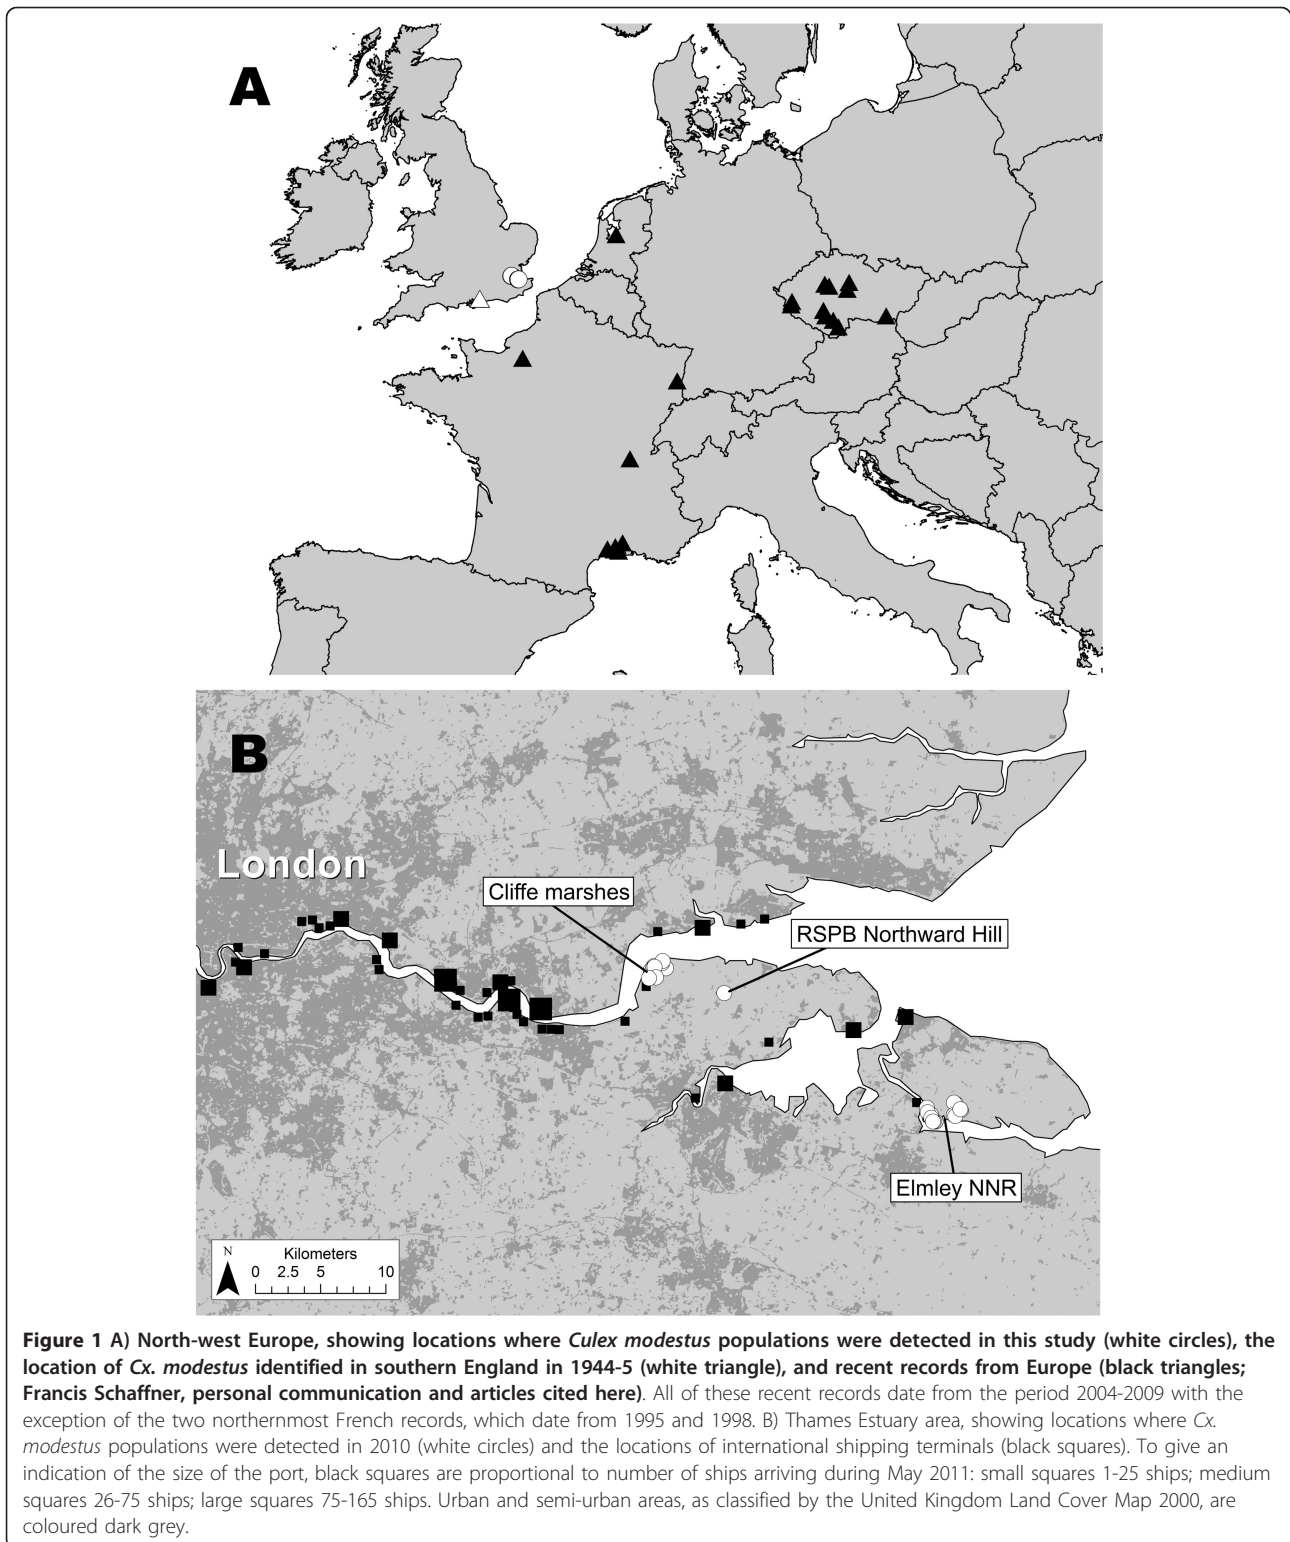 A
B
London
Cliffe marshes
RSPB Northward Hill
Elmley NNR
N
Kilometers
0 2.5 5 10
Figure 1 A) North-west Europe, showing locations where Culex modestus populations were detected in this study (white circles), the
location of Cx. modestus identified in southern England in 1944-5 (white triangle), and recent records from Europe (black triangles;
Francis Schaffner, personal communication and articles cited here). All of these recent records date from the period 2004-2009 with the
exception of the two northernmost French records, which date from 1995 and 1998. B) Thames Estuary area, showing locations where Cx.
modestus populations were detected in 2010 (white circles) and the locations of international shipping terminals (black squares). To give an
indication of the size of the port, black squares are proportional to number of ships arriving during May 2011: small squares 1-25 ships; medium
squares 26-75 ships; large squares 75-165 ships. Urban and semi-urban areas, as classified by the United Kingdom Land Cover Map 2000, are
coloured dark grey.